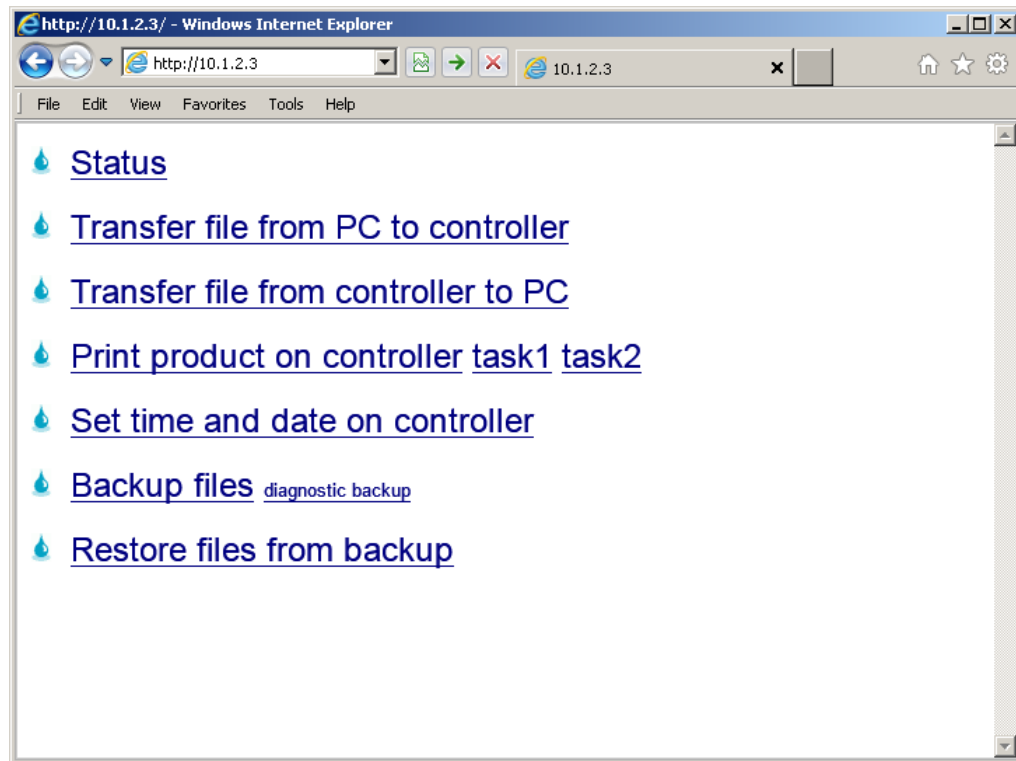 http://10.1.2.3/ - Windows Internet Explorer
http://10.1.2.3
10.1.2.3
File Edit View Favorites Tools Help
Status
Transfer file from PC to controller
Transfer file from controller to PC
Print product on controller task1 task2
Set time and date on controller
Backup files diagnostic backup
Restore files from backup